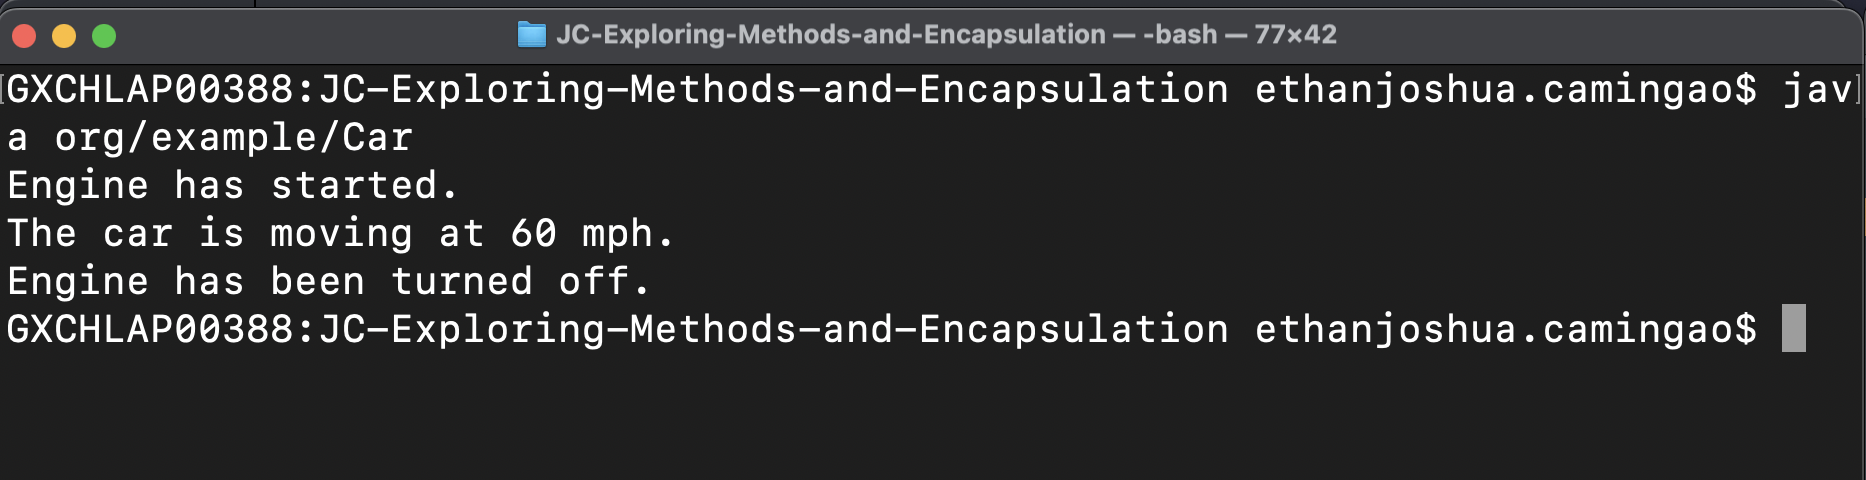 JC-Exploring-Methods-and-Encapsulation — -bash — 77×42
GXCHLAP00388:JC-Exploring-Methods-and-Encapsulation ethanjoshua.camingao$ jav
a org/example/Car
Engine has started.
The car is moving at 60 mph.
Engine has been turned off.
GXCHLAP00388:JC-Exploring-Methods-and-Encapsulation ethanjoshua.camingao$